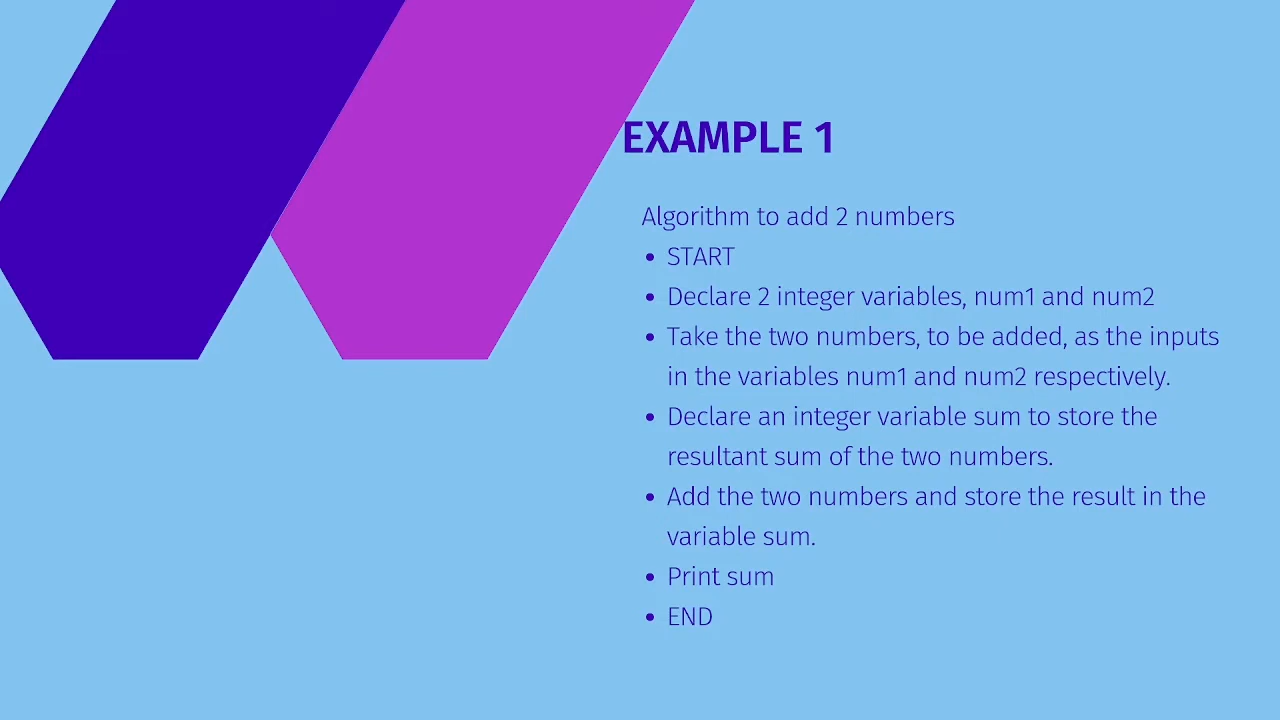 EXAMPLE 1
Algorithm to add 2 numbers
• START
• Declare 2 integer variables, num1 and num2
• Take the two numbers, to be added, as the inputs
in the variables num1 and num2 respectively.
• Declare an integer variable sum to store the
resultant sum of the two numbers.
• Add the two numbers and store the result in the
variable sum.
• Print sum
• END